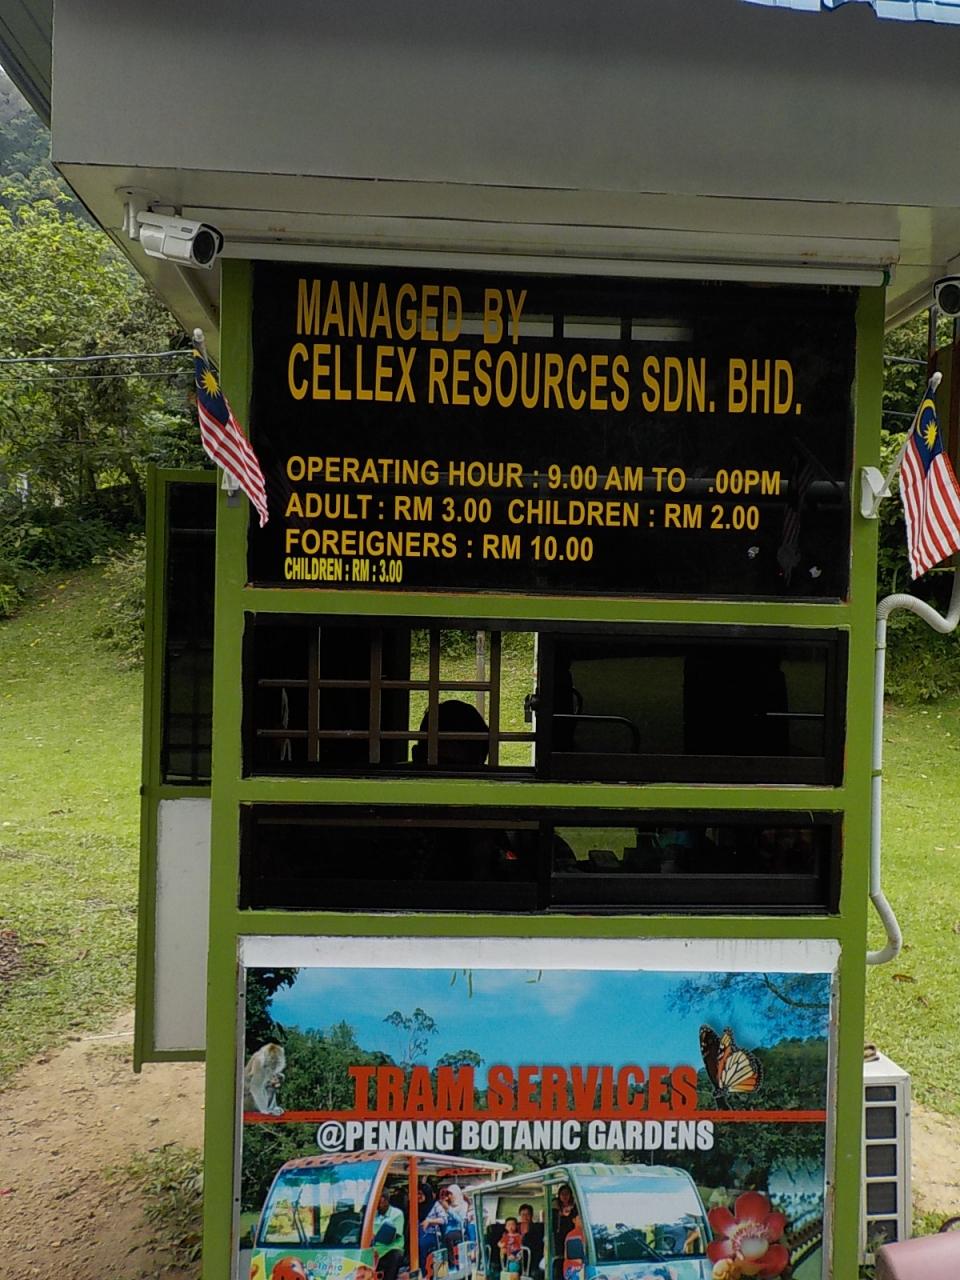 MANAGED BY
CELLEX RESOURCES SDN. BHD.
OPERATING HOUR : 9.00 AM TO .00PM
ADULT : RM 3.00 CHILDREN : RM 2.00
FOREIGNERS : RM 10.00
CHILDREN : RM : 3.00
TRAM SERVICES
@PENANG BOTANIC GARDENS